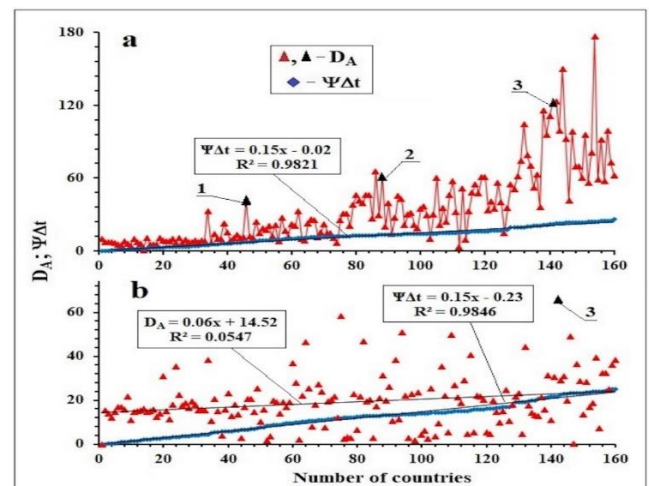 a
180
120
60
0
D_A; ΨΔt
▲, ▲ – D_A
◆ – ΨΔt
ΨΔt = 0.15x - 0.02
R² = 0.9821
1
2
3
0 20 40 60 80 100 120 140 160
b
60
40
20
0
D_A = 0.06x + 14.52
R² = 0.0547
ΨΔt = 0.15x - 0.23
R² = 0.9846
3
0 20 40 60 80 100 120 140 160
Number of countries